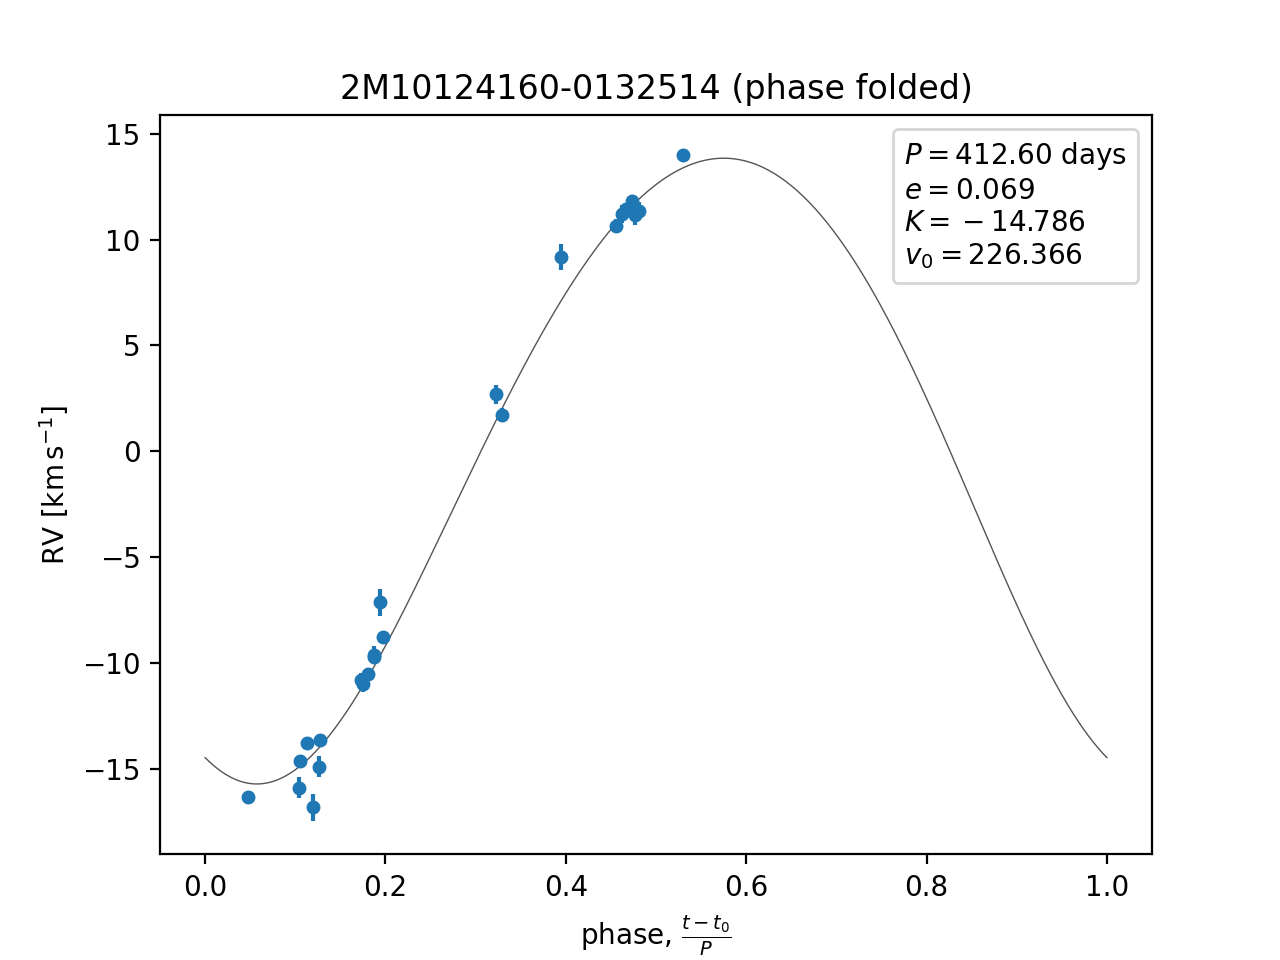 2M10124160-0132514 (phase folded)
P = 412.60 days
e = 0.069
K = −14.786
v₀ = 226.366
RV [km s⁻¹]
15
10
5
0
−5
−10
−15
0.0 0.2 0.4 0.6 0.8 1.0
phase, (t − t₀)/P